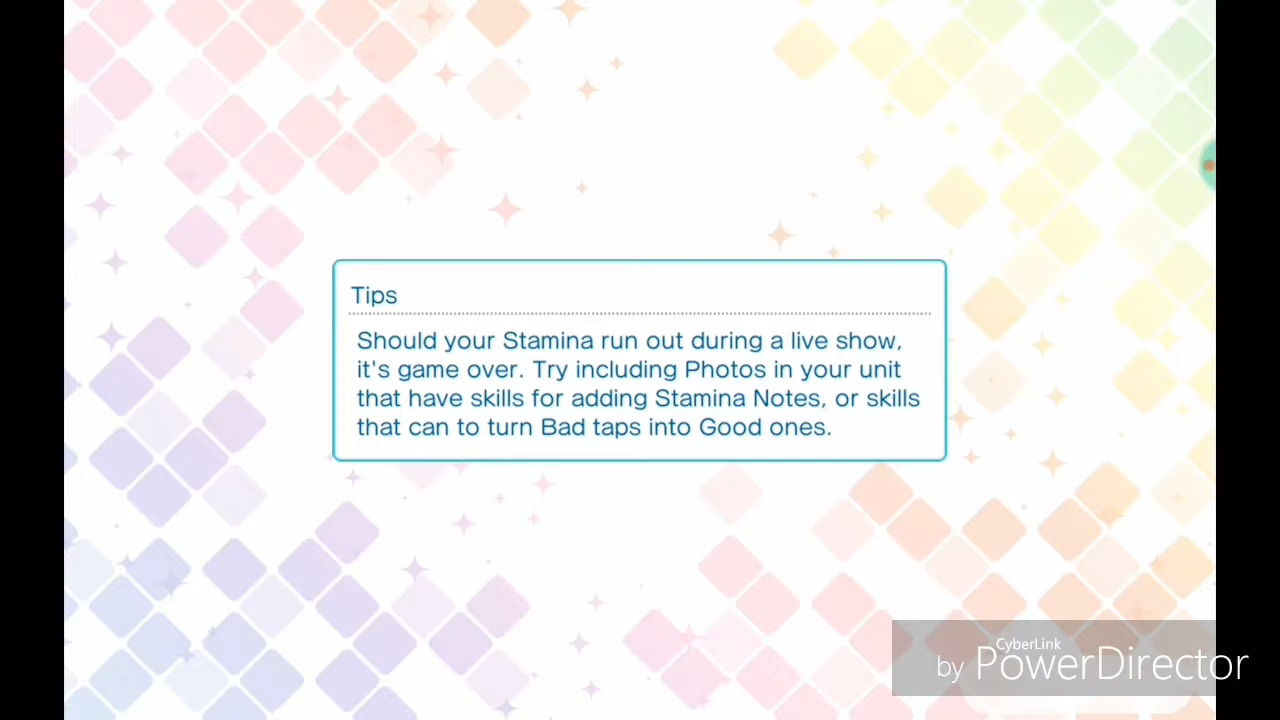 Tips
Should your Stamina run out during a live show,
it's game over. Try including Photos in your unit
that have skills for adding Stamina Notes, or skills
that can to turn Bad taps into Good ones.
CyberLink
by PowerDirector